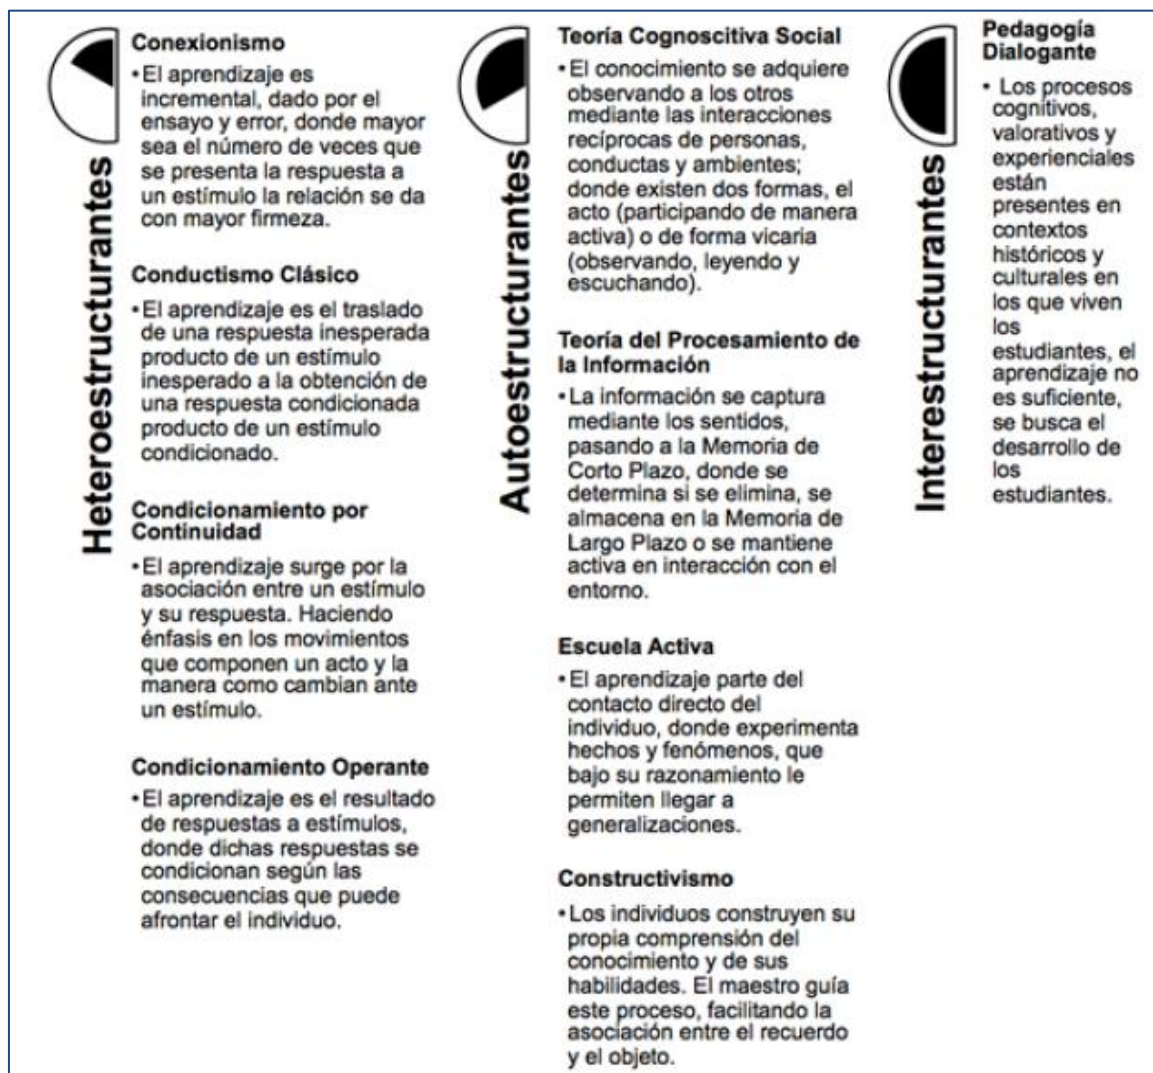 Heteroestructurantes
Conexionismo
•El aprendizaje es
incremental, dado por el
ensayo y error, donde mayor
sea el número de veces que
se presenta la respuesta a
un estímulo la relación se da
con mayor firmeza.
Conductismo Clásico
•El aprendizaje es el traslado
de una respuesta inesperada
producto de un estímulo
inesperado a la obtención de
una respuesta condicionada
producto de un estímulo
condicionado.
Condicionamiento por
Continuidad
•El aprendizaje surge por la
asociación entre un estímulo
y su respuesta. Haciendo
énfasis en los movimientos
que componen un acto y la
manera como cambian ante
un estímulo.
Condicionamiento Operante
•El aprendizaje es el resultado
de respuestas a estímulos,
donde dichas respuestas se
condicionan según las
consecuencias que puede
afrontar el individuo.
Autoestructurantes
Teoría Cognoscitiva Social
•El conocimiento se adquiere
observando a los otros
mediante las interacciones
recíprocas de personas,
conductas y ambientes;
donde existen dos formas, el
acto (participando de manera
activa) o de forma vicaria
(observando, leyendo y
escuchando).
Teoría del Procesamiento de
la Información
•La información se captura
mediante los sentidos,
pasando a la Memoria de
Corto Plazo, donde se
determina si se elimina, se
almacena en la Memoria de
Largo Plazo o se mantiene
activa en interacción con el
entorno.
Escuela Activa
•El aprendizaje parte del
contacto directo del
individuo, donde experimenta
hechos y fenómenos, que
bajo su razonamiento le
permiten llegar a
generalizaciones.
Constructivismo
•Los individuos construyen su
propia comprensión del
conocimiento y de sus
habilidades. El maestro guía
este proceso, facilitando la
asociación entre el recuerdo
y el objeto.
Interestructurantes
Pedagogía
Dialogante
• Los procesos
cognitivos,
valorativos y
experienciales
están
presentes en
contextos
históricos y
culturales en
los que viven
los
estudiantes, el
aprendizaje no
es suficiente,
se busca el
desarrollo de
los
estudiantes.